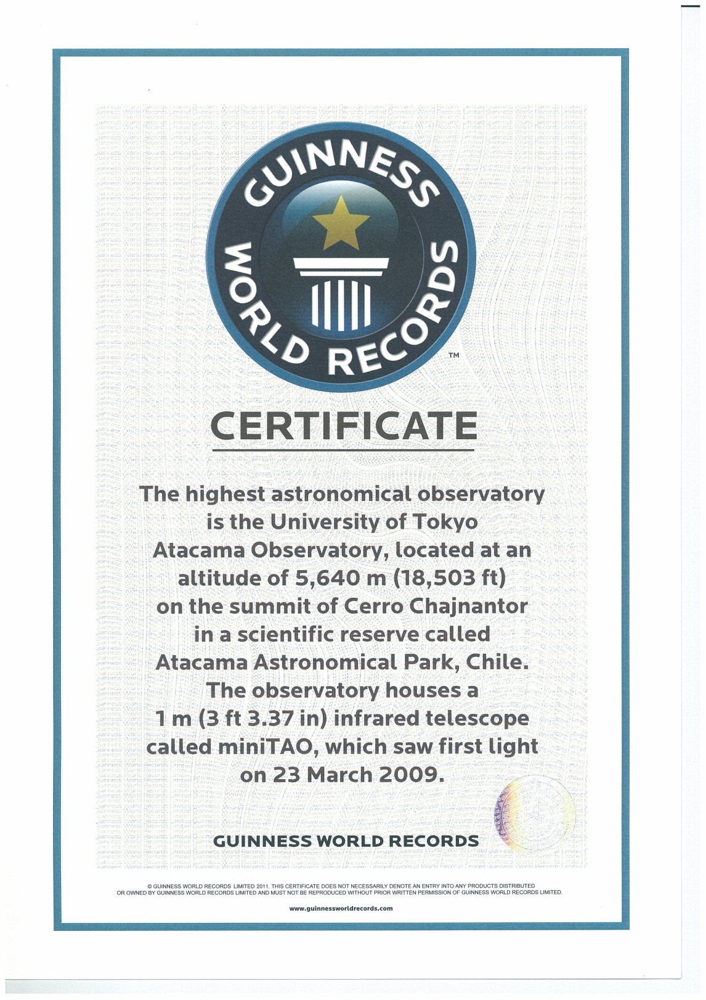 GUINNESS
WORLD RECORDS
TM
CERTIFICATE
The highest astronomical observatory
is the University of Tokyo
Atacama Observatory, located at an
altitude of 5,640 m (18,503 ft)
on the summit of Cerro Chajnantor
in a scientific reserve called
Atacama Astronomical Park, Chile.
The observatory houses a
1 m (3 ft 3.37 in) infrared telescope
called miniTAO, which saw first light
on 23 March 2009.
GUINNESS WORLD RECORDS
© GUINNESS WORLD RECORDS LIMITED 2011. THIS CERTIFICATE DOES NOT NECESSARILY DENOTE AN ENTRY INTO ANY PRODUCTS DISTRIBUTED
OR OWNED BY GUINNESS WORLD RECORDS LIMITED AND MUST NOT BE REPRODUCED WITHOUT PRIOR WRITTEN PERMISSION OF GUINNESS WORLD RECORDS LIMITED.
www.guinnessworldrecords.com